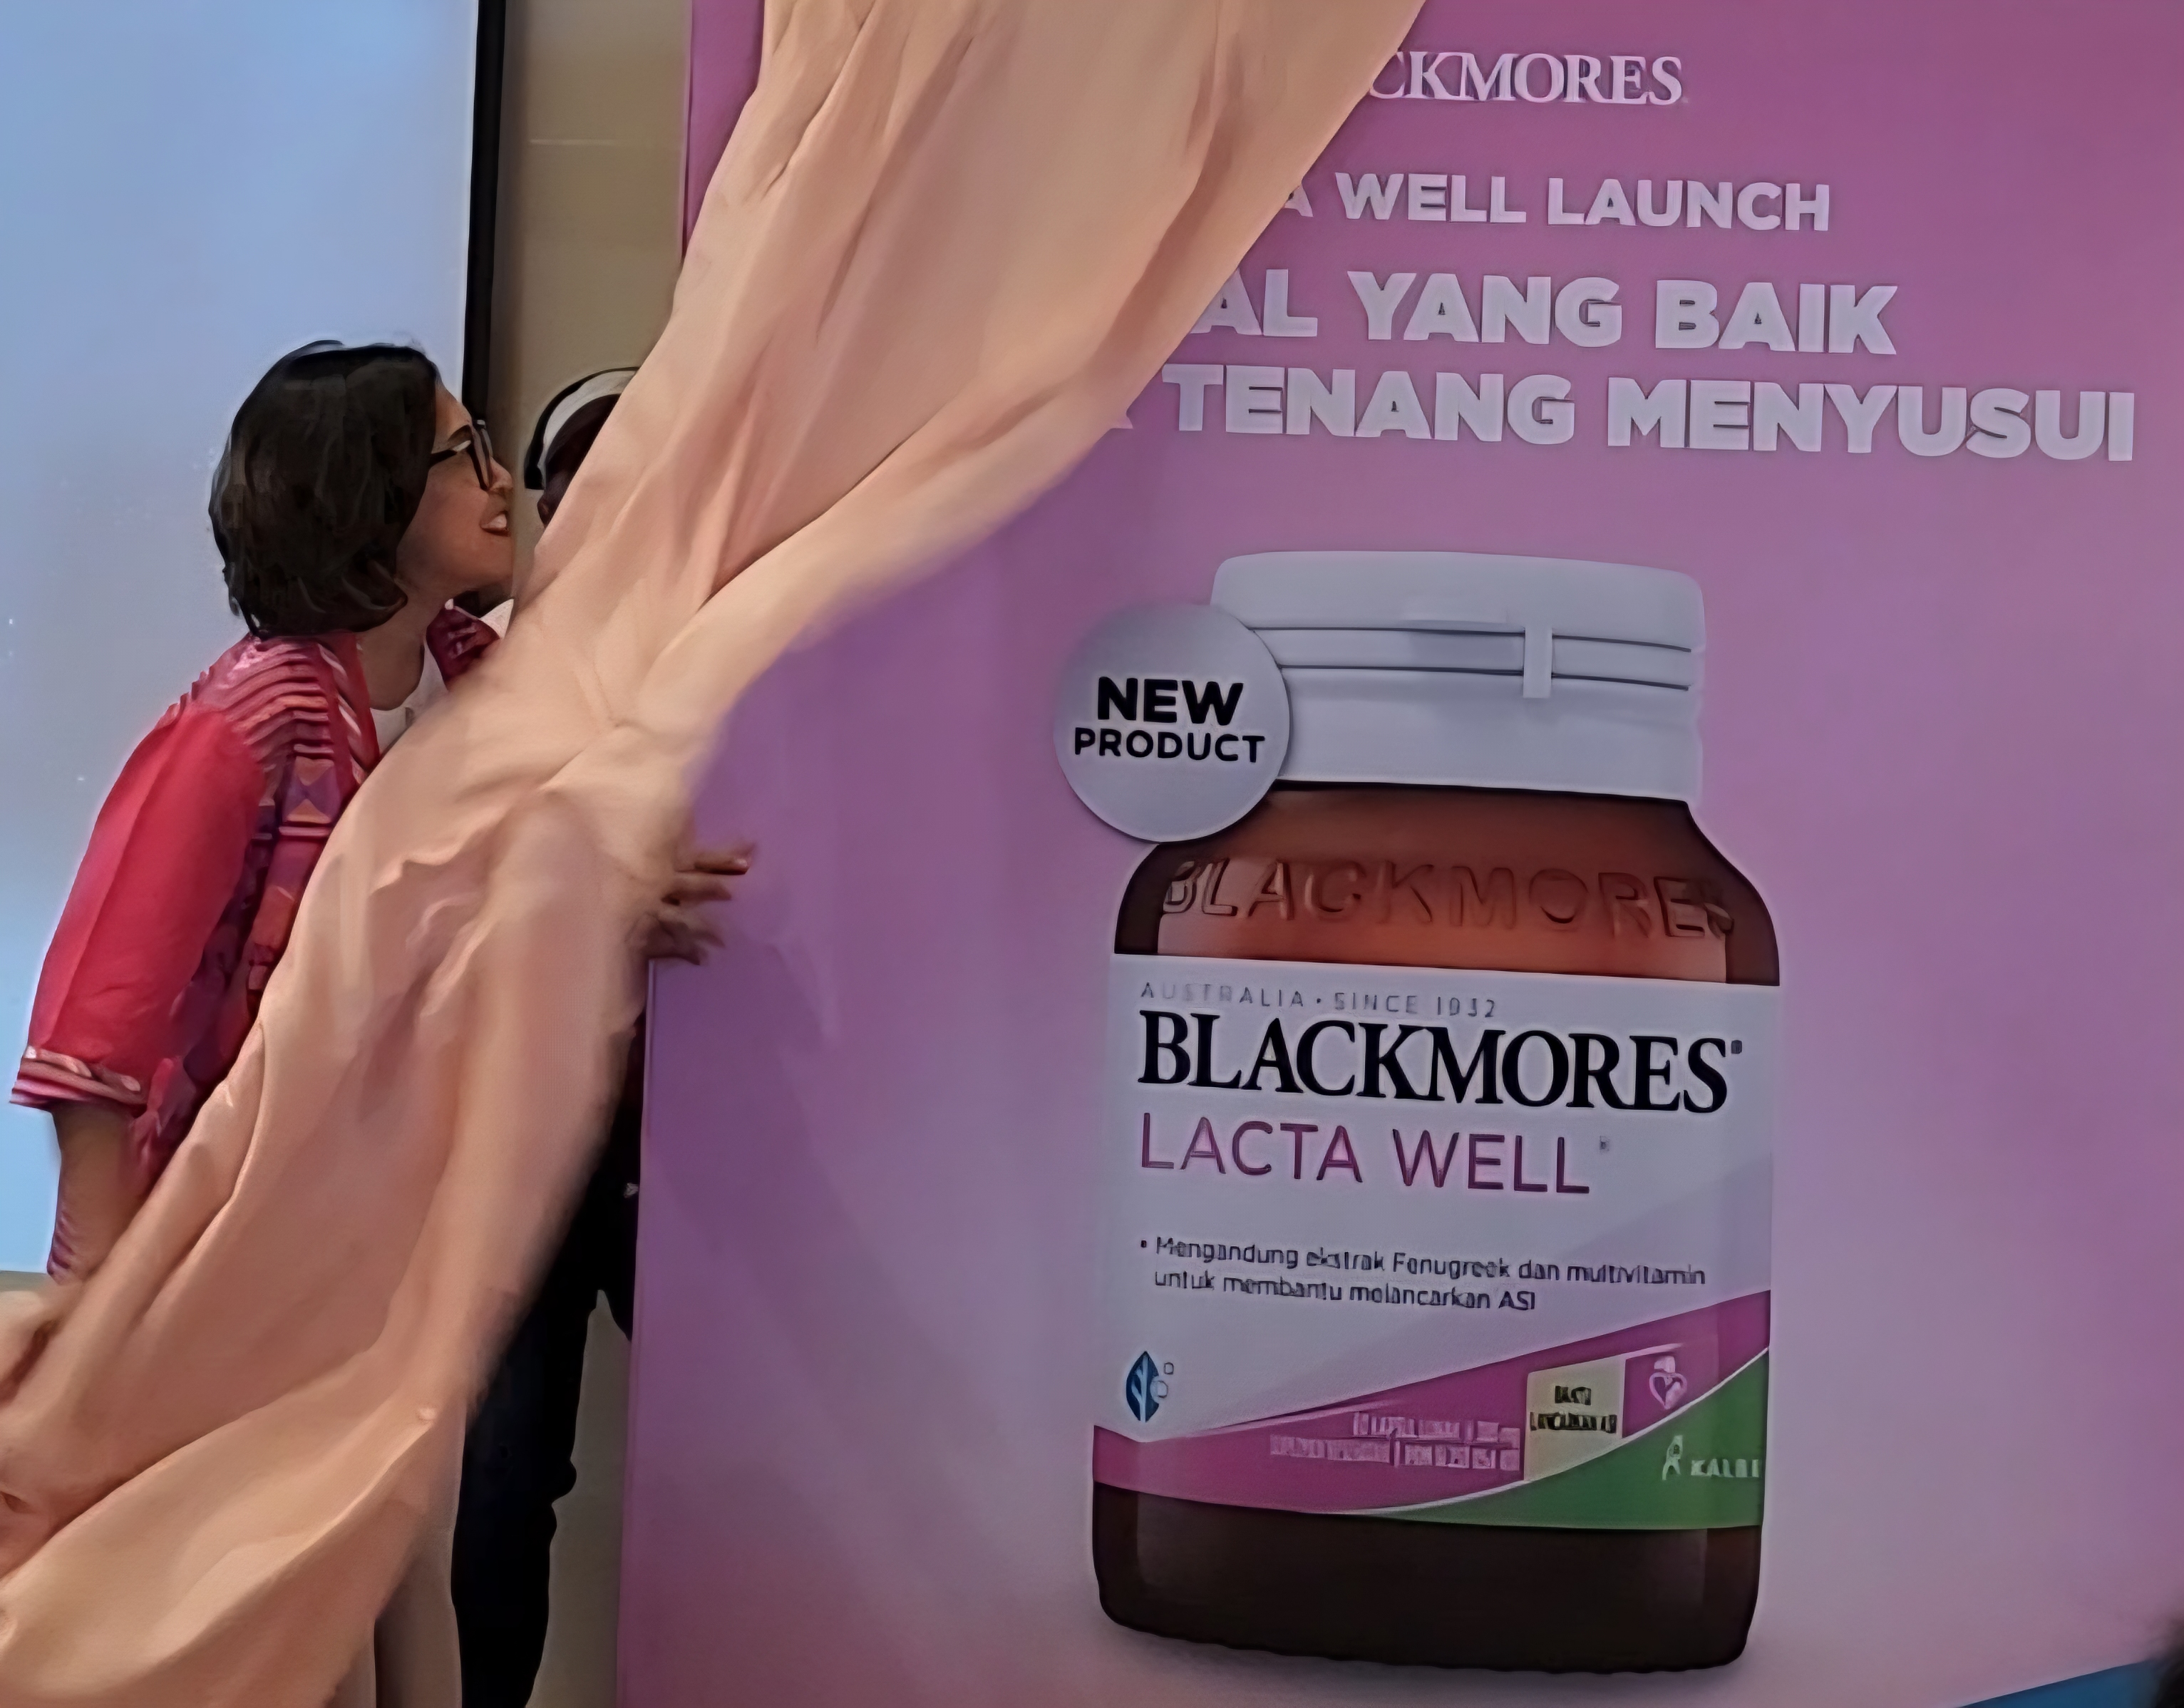 CKMORES
A WELL LAUNCH
AL YANG BAIK
TENANG MENYUSUI
NEW
PRODUCT
BLACKMORES
AUSTRALIA • SINCE 1932
BLACKMORES
LACTA WELL
• Mengandung ekstrak Fenugreek dan multivitamin
untuk membantu melancarkan ASI
KALBE